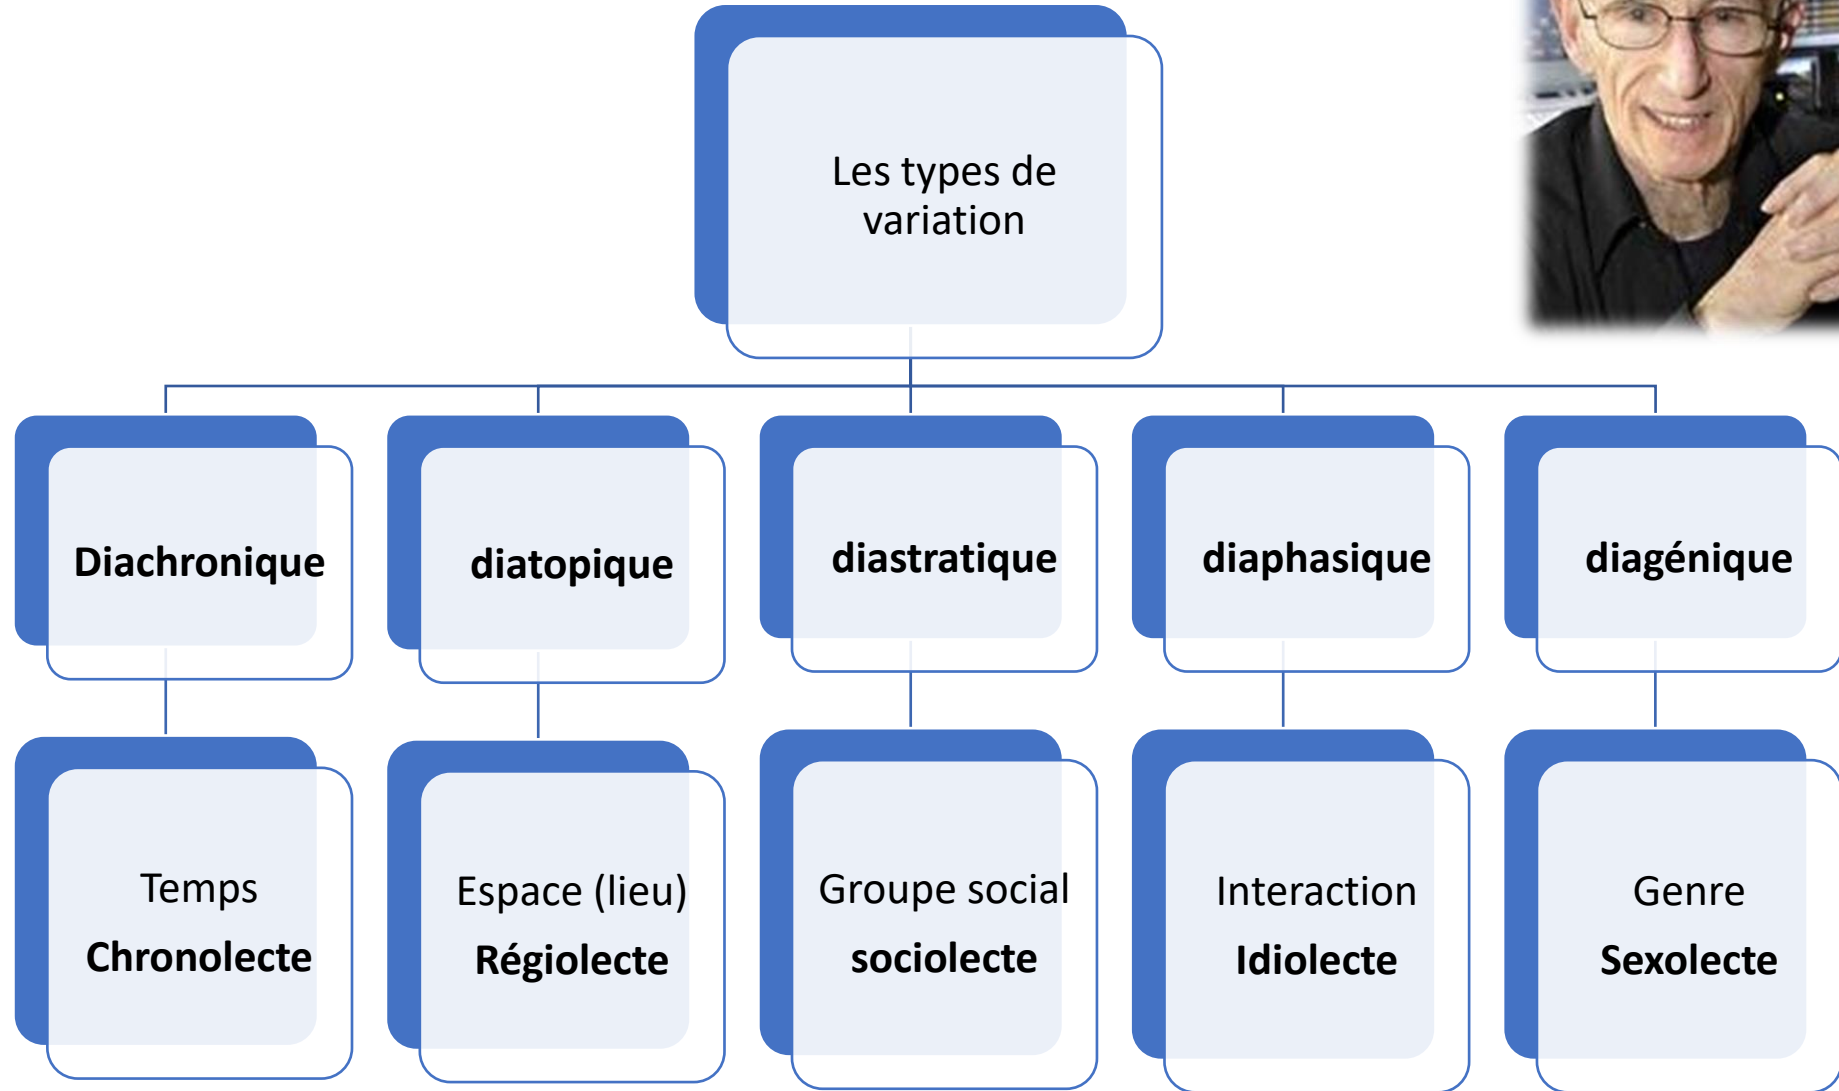 Les types de
variation
Diachronique
diatopique
diastratique
diaphasique
diagénique
Temps
Chronolecte
Espace (lieu)
Régiolecte
Groupe social
sociolecte
Interaction
Idiolecte
Genre
Sexolecte